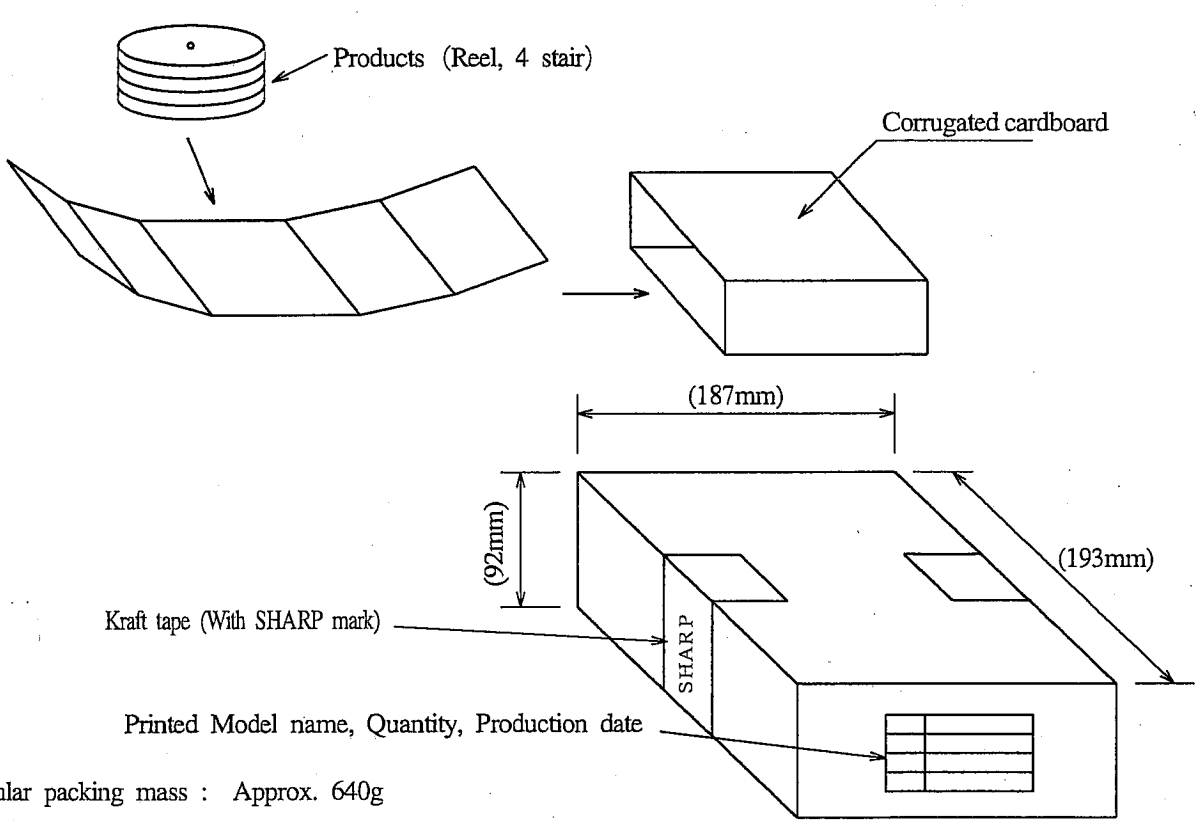 Products (Reel, 4 stair)
Corrugated cardboard
(187mm)
(92mm)
(193mm)
Kraft tape (With SHARP mark)
SHARP
Printed Model name, Quantity, Production date
lar packing mass : Approx. 640g